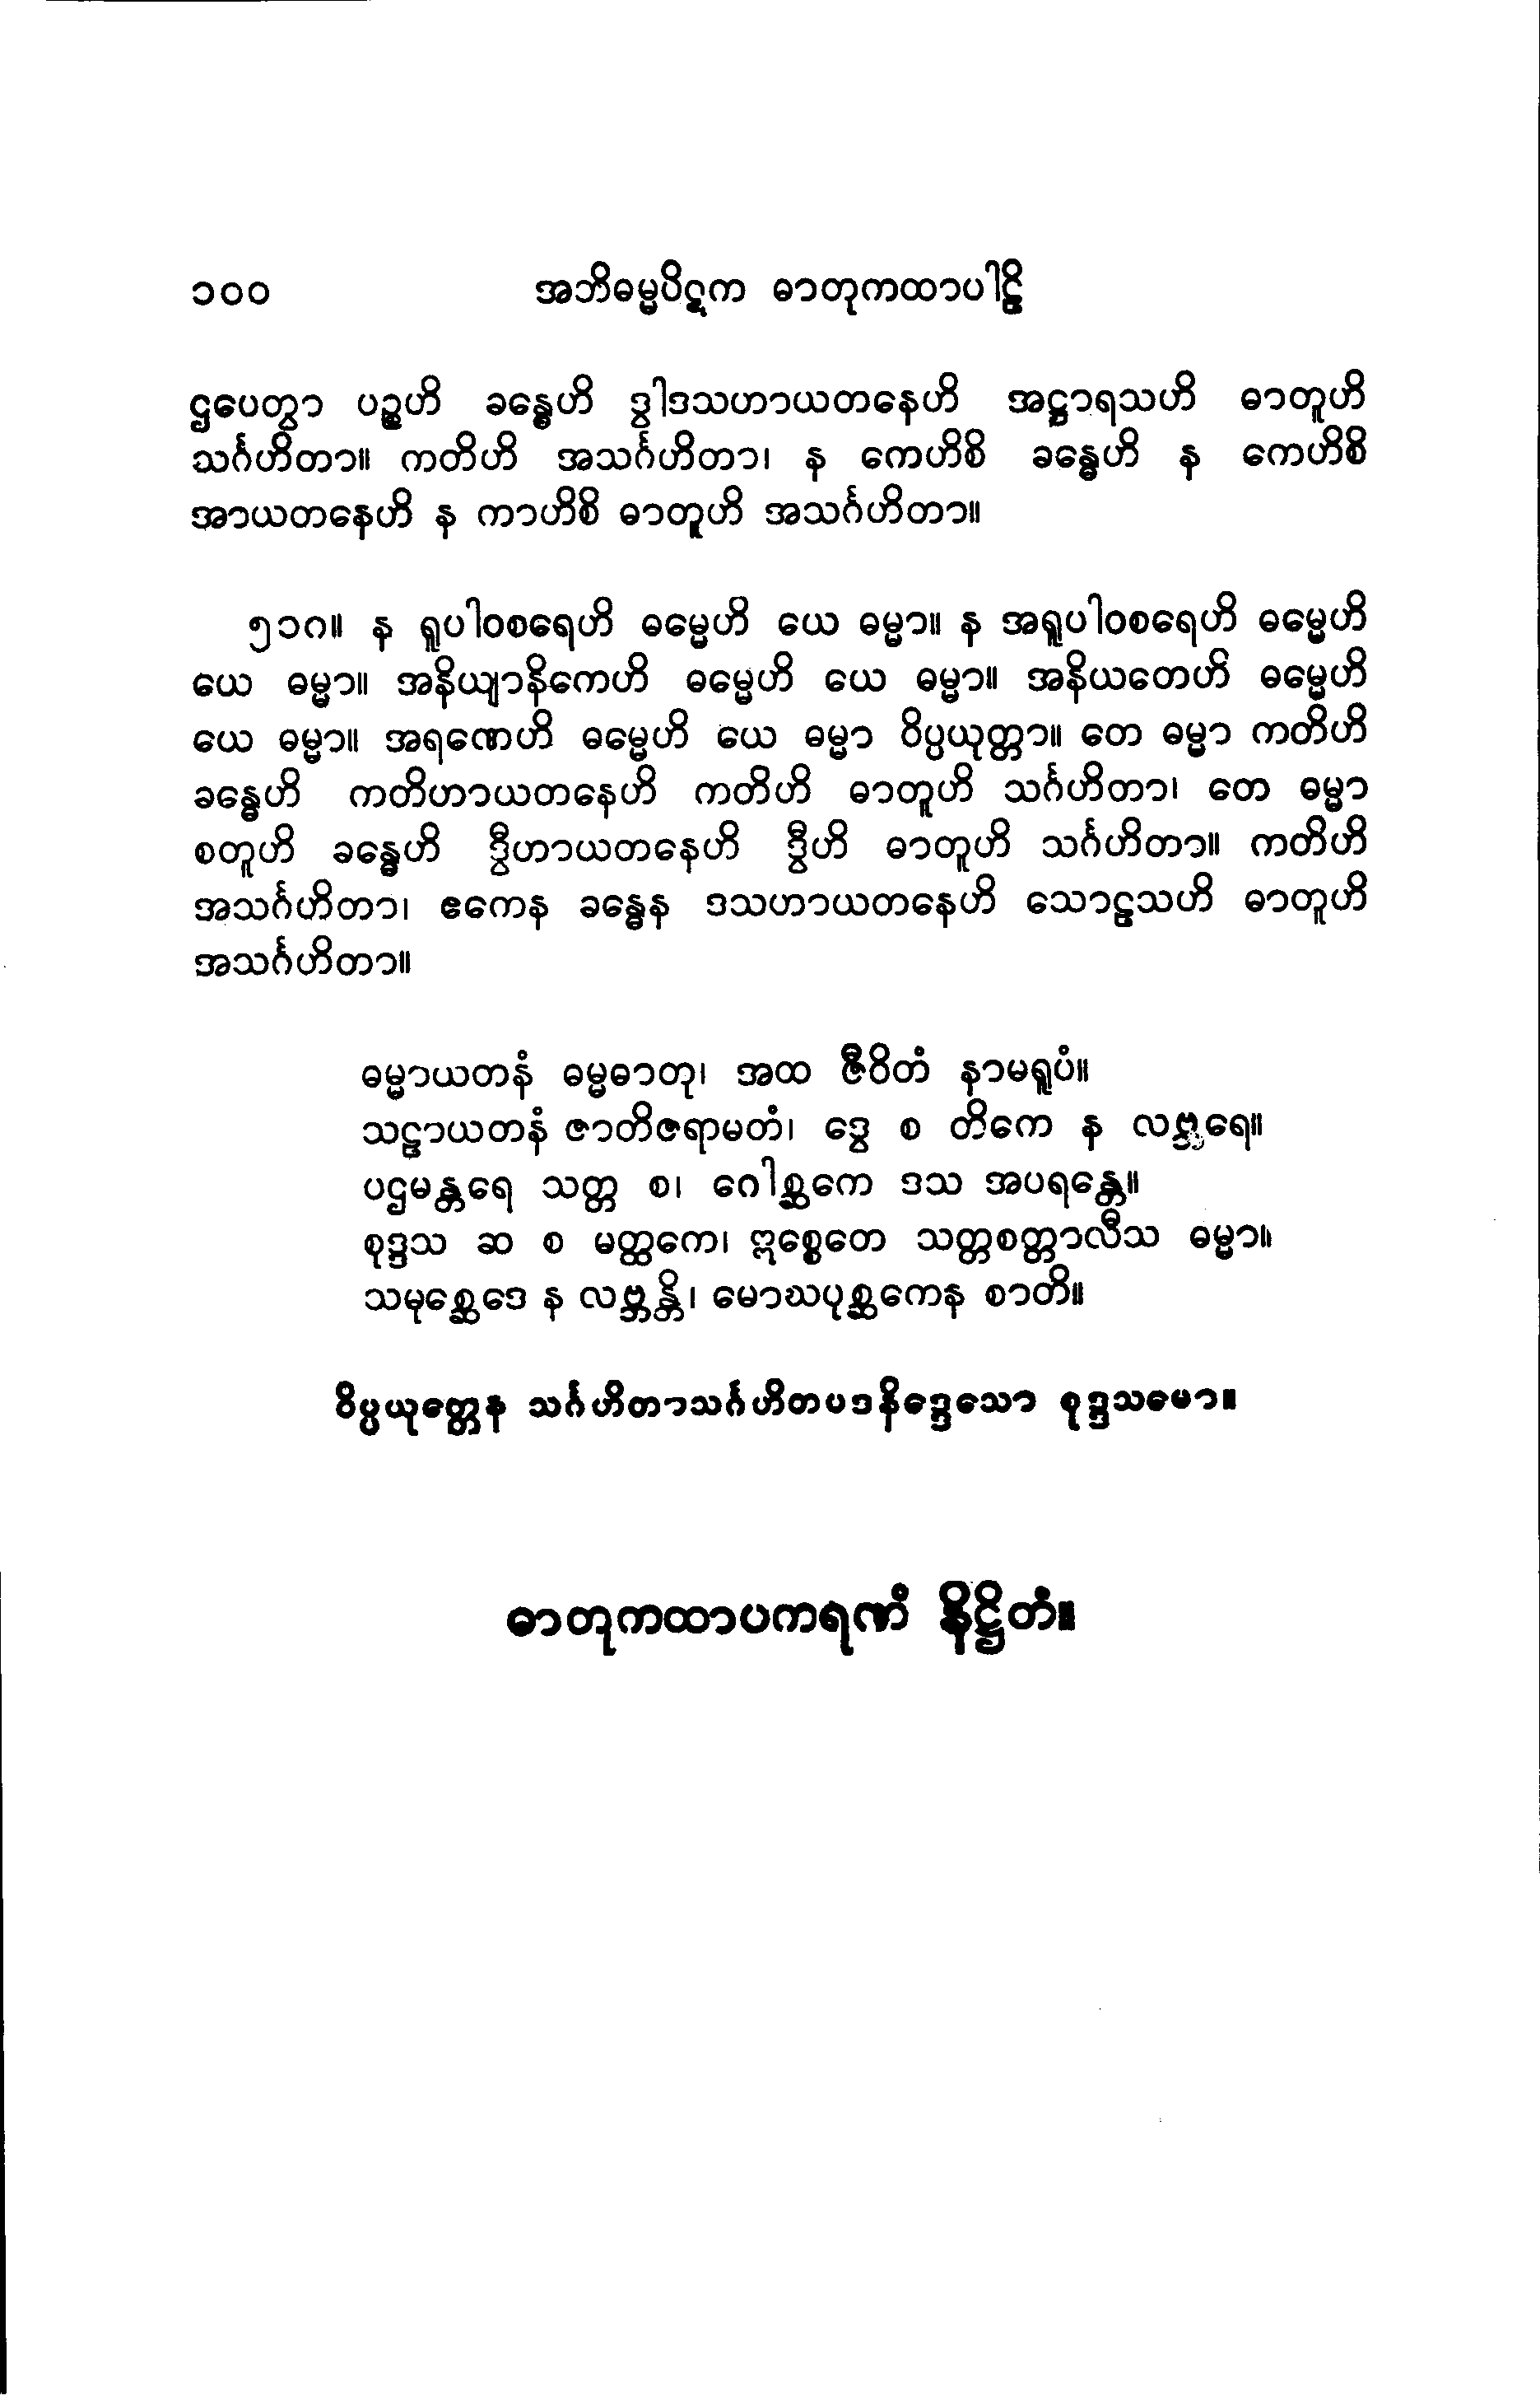 ၁၀၀ အဘိဓမ္မပိဋက ဓာတုကထာပါဠိ
ဌပေတွာ ပဉ္စဟိ ခန္ဓေဟိ ဒွါဒသဟာယတနေဟိ အဋ္ဌာရသဟိ ဓာတူဟိ
သင်္ဂဟိတာ။ ကတိဟိ အသင်္ဂဟိတာ၊ န ကေဟိစိ ခန္ဓေဟိ န ကေဟိစိ
အာယတနေဟိ န ကာဟိစိ ဓာတူဟိ အသင်္ဂဟိတာ။
၅၁၈။ န ရူပါဝစရေဟိ ဓမ္မေဟိ ယေ ဓမ္မာ။ န အရူပါဝစရေဟိ ဓမ္မေဟိ
ယေ ဓမ္မာ။ အနိယျာနိကေဟိ ဓမ္မေဟိ ယေ ဓမ္မာ။ အနိယတေဟိ ဓမ္မေဟိ
ယေ ဓမ္မာ။ အရဏေဟိ ဓမ္မေဟိ ယေ ဓမ္မာ ဝိပ္ပယုတ္တာ။ တေ ဓမ္မာ ကတိဟိ
ခန္ဓေဟိ ကတိဟာယတနေဟိ ကတိဟိ ဓာတူဟိ သင်္ဂဟိတာ၊ တေ ဓမ္မာ
စတူဟိ ခန္ဓေဟိ ဒွီဟာယတနေဟိ ဒွီဟိ ဓာတူဟိ သင်္ဂဟိတာ။ ကတိဟိ
အသင်္ဂဟိတာ၊ ဧကေန ခန္ဓေန ဒသဟာယတနေဟိ သောဠသဟိ ဓာတူဟိ
အသင်္ဂဟိတာ။
ဓမ္မာယတနံ ဓမ္မဓာတု၊ အထ ဇီဝိတံ နာမရူပံ။
သဠာယတနံ ဇာတိဇရာမတံ၊ ဒွေ စ တိကေ န လဗ္ဘရေ။
ပဌမန္တရေ သတ္တ စ၊ ဂေါစ္ဆကေ ဒသ အပရန္တေ။
စုဒ္ဒသ ဆ စ မတ္ထကေ၊ ဣစ္စေတေ သတ္တစတ္တာလီသ ဓမ္မာ။
သမုစ္ဆေဒေ န လဗ္ဘန္တိ၊ မောဃပုစ္ဆကေန စာတိ။
ဝိပ္ပယုတ္တေန သင်္ဂဟိတာသင်္ဂဟိတပဒနိဒ္ဒေသော စုဒ္ဒသမော။
ဓာတုကထာပကရဏံ နိဋ္ဌိတံ။